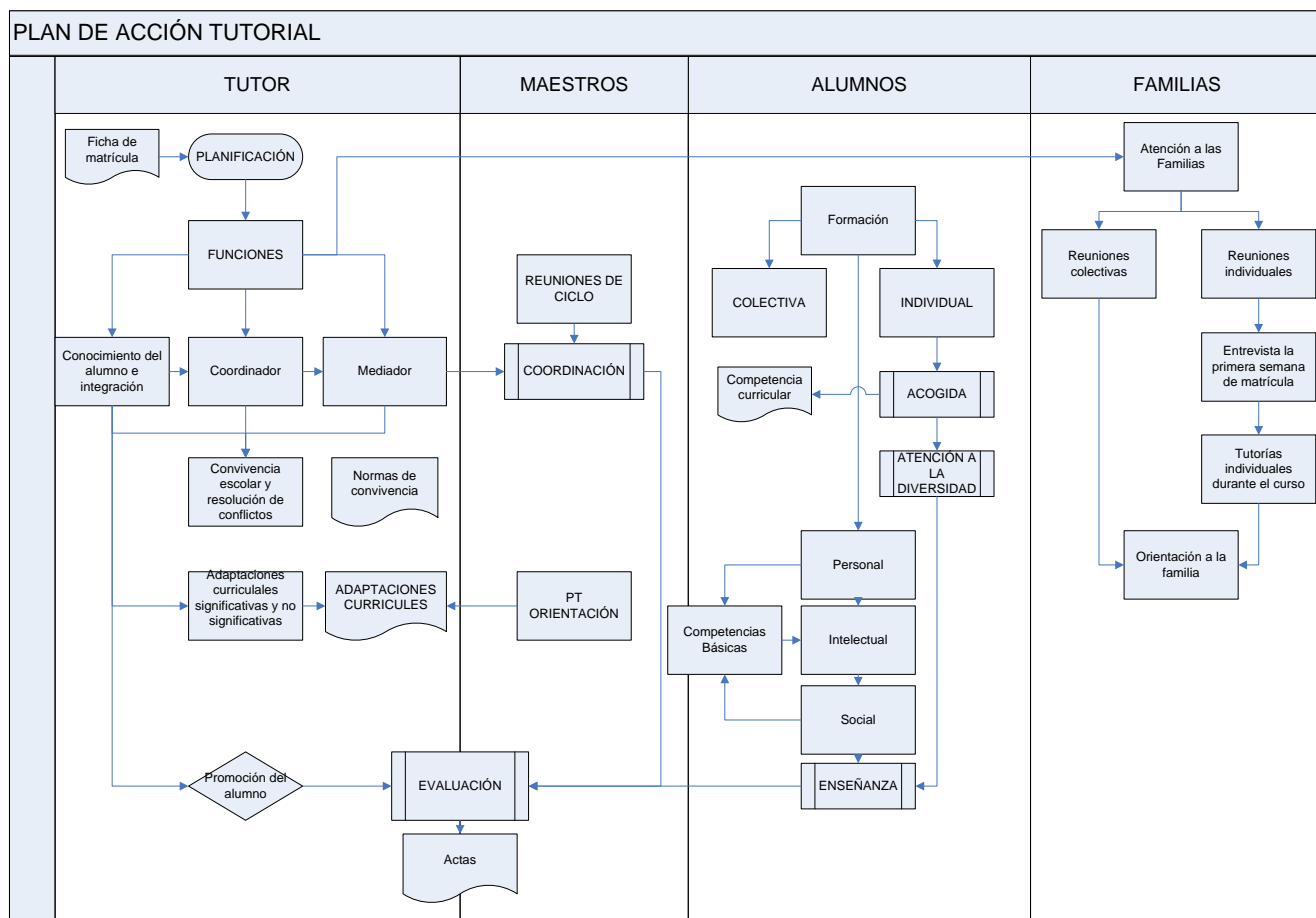 PLAN DE ACCIÓN TUTORIAL
TUTOR
MAESTROS
ALUMNOS
FAMILIAS
Ficha de
matrícula
PLANIFICACIÓN
FUNCIONES
Conocimiento del
alumno e
integración
Coordinador
Mediador
Convivencia
escolar y
resolución de
conflictos
Normas de
convivencia
Adaptaciones
curriculales
significativas y no
significativas
ADAPTACIONES
CURRICULES
Promoción del
alumno
EVALUACIÓN
Actas
REUNIONES DE
CICLO
COORDINACIÓN
PT
ORIENTACIÓN
Formación
COLECTIVA
INDIVIDUAL
Competencia
curricular
ACOGIDA
ATENCIÓN A
LA
DIVERSIDAD
Personal
Competencias
Básicas
Intelectual
Social
ENSEÑANZA
Atención a las
Familias
Reuniones
colectivas
Reuniones
individuales
Entrevista la
primera semana
de matrícula
Tutorías
individuales
durante el curso
Orientación a la
familia